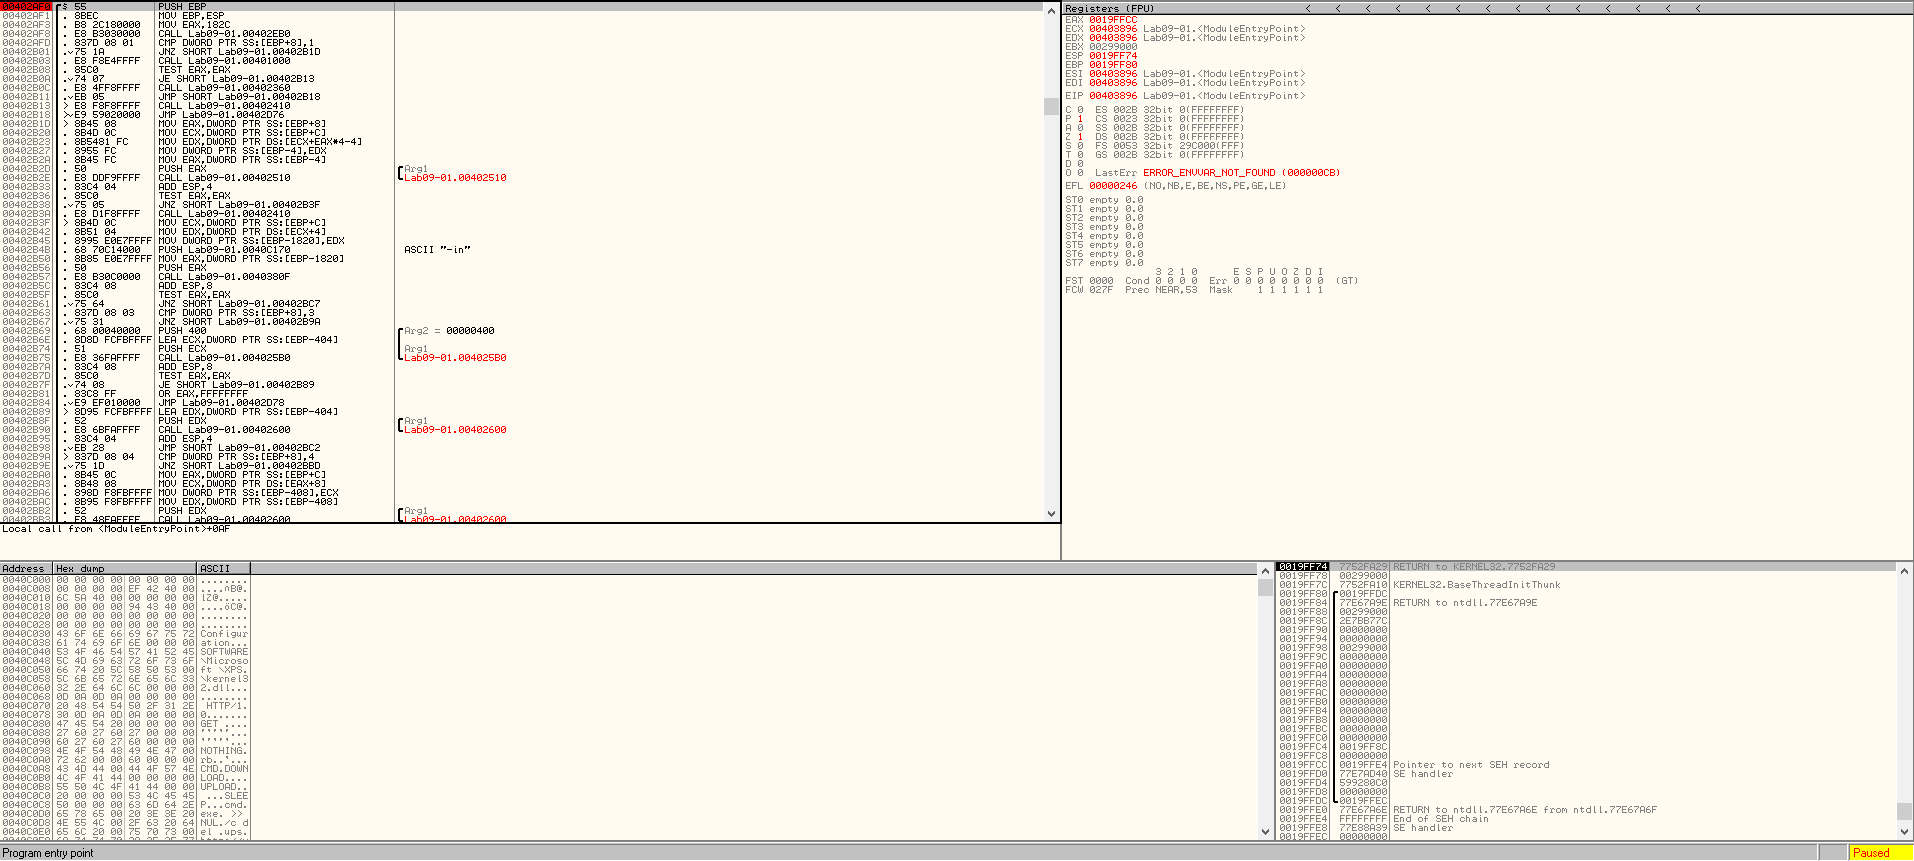 00402AF0 $ 55 PUSH EBP
00402AF1 . 8BEC MOV EBP,ESP
00402AF3 . B8 2C180000 MOV EAX,182C
00402AF8 . E8 B3030000 CALL Lab09-01.00402EB0
00402AFD . 837D 08 01 CMP DWORD PTR SS:[EBP+8],1
00402B01 .v75 1A JNZ SHORT Lab09-01.00402B1D
00402B03 . E8 F8E4FFFF CALL Lab09-01.00401000
00402B08 . 85C0 TEST EAX,EAX
00402B0A .v74 07 JE SHORT Lab09-01.00402B13
00402B0C . E8 4FF8FFFF CALL Lab09-01.00402360
00402B11 .vEB 05 JMP SHORT Lab09-01.00402B18
00402B13 > E8 F8F8FFFF CALL Lab09-01.00402410
00402B18 >vE9 59020000 JMP Lab09-01.00402D76
00402B1D > 8B45 08 MOV EAX,DWORD PTR SS:[EBP+8]
00402B20 . 8B4D 0C MOV ECX,DWORD PTR SS:[EBP+C]
00402B23 . 8B5481 FC MOV EDX,DWORD PTR DS:[ECX+EAX*4-4]
00402B27 . 8955 FC MOV DWORD PTR SS:[EBP-4],EDX
00402B2A . 8B45 FC MOV EAX,DWORD PTR SS:[EBP-4]
00402B2D . 50 PUSH EAX Arg1
00402B2E . E8 DDF9FFFF CALL Lab09-01.00402510 Lab09-01.00402510
00402B33 . 83C4 04 ADD ESP,4
00402B36 . 85C0 TEST EAX,EAX
00402B38 .v75 05 JNZ SHORT Lab09-01.00402B3F
00402B3A . E8 D1F8FFFF CALL Lab09-01.00402410
00402B3F > 8B4D 0C MOV ECX,DWORD PTR SS:[EBP+C]
00402B42 . 8B51 04 MOV EDX,DWORD PTR DS:[ECX+4]
00402B45 . 8995 E0E7FFFF MOV DWORD PTR SS:[EBP-1820],EDX
00402B4B . 68 70C14000 PUSH Lab09-01.0040C170 ASCII "-in"
00402B50 . 8B85 E0E7FFFF MOV EAX,DWORD PTR SS:[EBP-1820]
00402B56 . 50 PUSH EAX
00402B57 . E8 B30C0000 CALL Lab09-01.0040380F
00402B5C . 83C4 08 ADD ESP,8
00402B5F . 85C0 TEST EAX,EAX
00402B61 .v75 64 JNZ SHORT Lab09-01.00402BC7
00402B63 . 837D 08 03 CMP DWORD PTR SS:[EBP+8],3
00402B67 .v75 31 JNZ SHORT Lab09-01.00402B9A
00402B69 . 68 00040000 PUSH 400 Arg2 = 00000400
00402B6E . 8D8D FCFBFFFF LEA ECX,DWORD PTR SS:[EBP-404]
00402B74 . 51 PUSH ECX Arg1
00402B75 . E8 36FAFFFF CALL Lab09-01.004025B0 Lab09-01.004025B0
00402B7A . 83C4 08 ADD ESP,8
00402B7D . 85C0 TEST EAX,EAX
00402B7F .v74 08 JE SHORT Lab09-01.00402B89
00402B81 . 83C8 FF OR EAX,FFFFFFFF
00402B84 .vE9 EF010000 JMP Lab09-01.00402D78
00402B89 > 8D95 FCFBFFFF LEA EDX,DWORD PTR SS:[EBP-404]
00402B8F . 52 PUSH EDX Arg1
00402B90 . E8 6BFAFFFF CALL Lab09-01.00402600 Lab09-01.00402600
00402B95 . 83C4 04 ADD ESP,4
00402B98 .vEB 28 JMP SHORT Lab09-01.00402BC2
00402B9A > 837D 08 04 CMP DWORD PTR SS:[EBP+8],4
00402B9E .v75 1D JNZ SHORT Lab09-01.00402BBD
00402BA0 . 8B45 0C MOV EAX,DWORD PTR SS:[EBP+C]
00402BA3 . 8B48 08 MOV ECX,DWORD PTR DS:[EAX+8]
00402BA6 . 898D F8FBFFFF MOV DWORD PTR SS:[EBP-408],ECX
00402BAC . 8B95 F8FBFFFF MOV EDX,DWORD PTR SS:[EBP-408]
00402BB2 . 52 PUSH EDX Arg1
00402BB3 . E8 48FAFFFF CALL Lab09-01.00402600 Lab09-01.00402600
Local call from <ModuleEntryPoint>+0AF
Registers (FPU) < < < < < < < < < < < < < <
EAX 0019FFCC
ECX 00403896 Lab09-01.<ModuleEntryPoint>
EDX 00403896 Lab09-01.<ModuleEntryPoint>
EBX 00299000
ESP 0019FF74
EBP 0019FF80
ESI 00403896 Lab09-01.<ModuleEntryPoint>
EDI 00403896 Lab09-01.<ModuleEntryPoint>
EIP 00403896 Lab09-01.<ModuleEntryPoint>
C 0 ES 002B 32bit 0(FFFFFFFF)
P 1 CS 0023 32bit 0(FFFFFFFF)
A 0 SS 002B 32bit 0(FFFFFFFF)
Z 1 DS 002B 32bit 0(FFFFFFFF)
S 0 FS 0053 32bit 29C000(FFF)
T 0 GS 002B 32bit 0(FFFFFFFF)
D 0
O 0 LastErr ERROR_ENVVAR_NOT_FOUND (000000CB)
EFL 00000246 (NO,NB,E,BE,NS,PE,GE,LE)
ST0 empty 0.0
ST1 empty 0.0
ST2 empty 0.0
ST3 empty 0.0
ST4 empty 0.0
ST5 empty 0.0
ST6 empty 0.0
ST7 empty 0.0
3 2 1 0 E S P U O Z D I
FST 0000 Cond 0 0 0 0 Err 0 0 0 0 0 0 0 0 (GT)
FCW 027F Prec NEAR,53 Mask 1 1 1 1 1 1
Address Hex dump ASCII
0040C000 00 00 00 00 00 00 00 00 ........
0040C008 00 00 00 00 EF 42 40 00 ....∩B@.
0040C010 6C 5A 40 00 00 00 00 00 lZ@.....
0040C018 00 00 00 00 94 43 40 00 ....öC@.
0040C020 00 00 00 00 00 00 00 00 ........
0040C028 00 00 00 00 00 00 00 00 ........
0040C030 43 6F 6E 66 69 67 75 72 Configur
0040C038 61 74 69 6F 6E 00 00 00 ation...
0040C040 53 4F 46 54 57 41 52 45 SOFTWARE
0040C048 5C 4D 69 63 72 6F 73 6F \Microso
0040C050 66 74 20 5C 58 50 53 00 ft \XPS.
0040C058 5C 6B 65 72 6E 65 6C 33 \kernel3
0040C060 32 2E 64 6C 6C 00 00 00 2.dll...
0040C068 0D 0A 0D 0A 00 00 00 00 ........
0040C070 20 48 54 54 50 2F 31 2E HTTP/1.
0040C078 30 0D 0A 0D 0A 00 00 00 0.......
0040C080 47 45 54 20 00 00 00 00 GET ....
0040C088 27 60 27 60 27 00 00 00 '`'`'...
0040C090 60 27 60 27 60 00 00 00 `'`'`...
0040C098 4E 4F 54 48 49 4E 47 00 NOTHING.
0040C0A0 72 62 00 00 60 00 00 00 rb..`...
0040C0A8 43 4D 44 00 44 4F 57 4E CMD.DOWN
0040C0B0 4C 4F 41 44 00 00 00 00 LOAD....
0040C0B8 55 50 4C 4F 41 44 00 00 UPLOAD..
0040C0C0 20 00 00 00 53 4C 45 45 ...SLEE
0040C0C8 50 00 00 00 63 6D 64 2E P...cmd.
0040C0D0 65 78 65 00 20 3E 3E 20 exe. >>
0040C0D8 4E 55 4C 00 2F 63 20 64 NUL./c d
0040C0E0 65 6C 20 00 75 70 73 00 el .ups.
0019FF74 7752FA29 RETURN to KERNEL32.7752FA29
0019FF78 00299000
0019FF7C 7752FA10 KERNEL32.BaseThreadInitThunk
0019FF80 0019FFDC
0019FF84 77E67A9E RETURN to ntdll.77E67A9E
0019FF88 00299000
0019FF8C 2E7BB77C
0019FF90 00000000
0019FF94 00000000
0019FF98 00299000
0019FF9C 00000000
0019FFA0 00000000
0019FFA4 00000000
0019FFA8 00000000
0019FFAC 00000000
0019FFB0 00000000
0019FFB4 00000000
0019FFB8 00000000
0019FFBC 00000000
0019FFC0 00000000
0019FFC4 0019FF8C
0019FFC8 00000000
0019FFCC 0019FFE4 Pointer to next SEH record
0019FFD0 77E7AD40 SE handler
0019FFD4 599280C0
0019FFD8 00000000
0019FFDC 0019FFEC
0019FFE0 77E67A6E RETURN to ntdll.77E67A6E from ntdll.77E67A6F
0019FFE4 FFFFFFFF End of SEH chain
0019FFE8 77E88A39 SE handler
0019FFEC 00000000
Program entry point
Paused